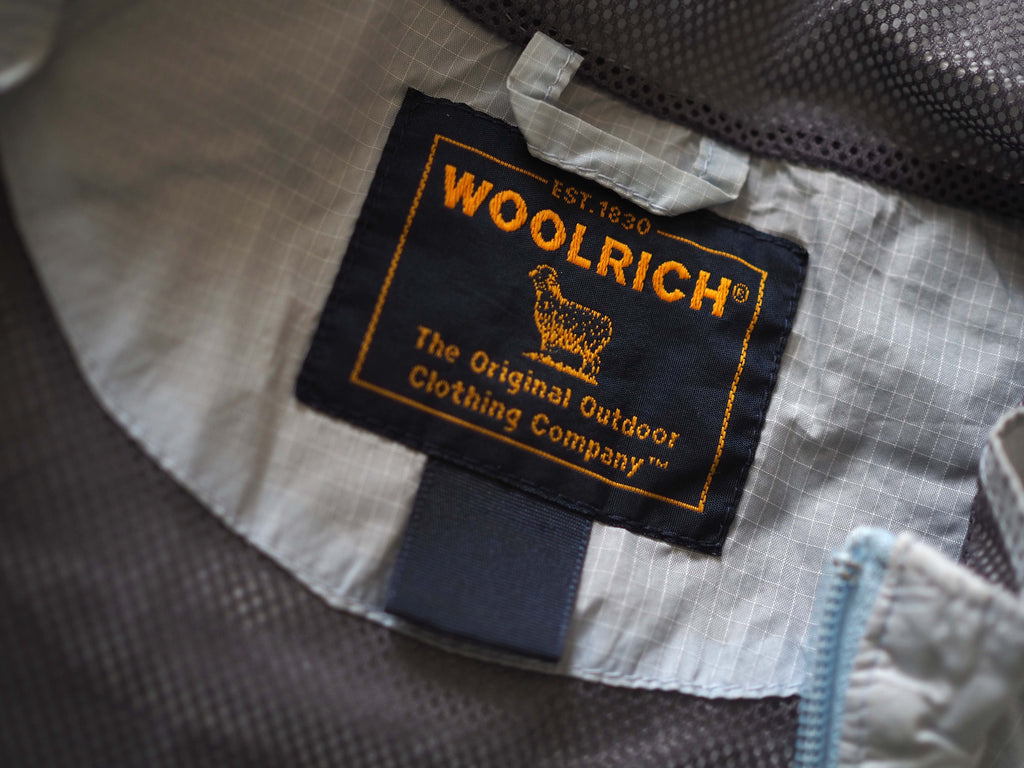 EST. 1830
WOOLRICH®
The Original Outdoor
Clothing Company™